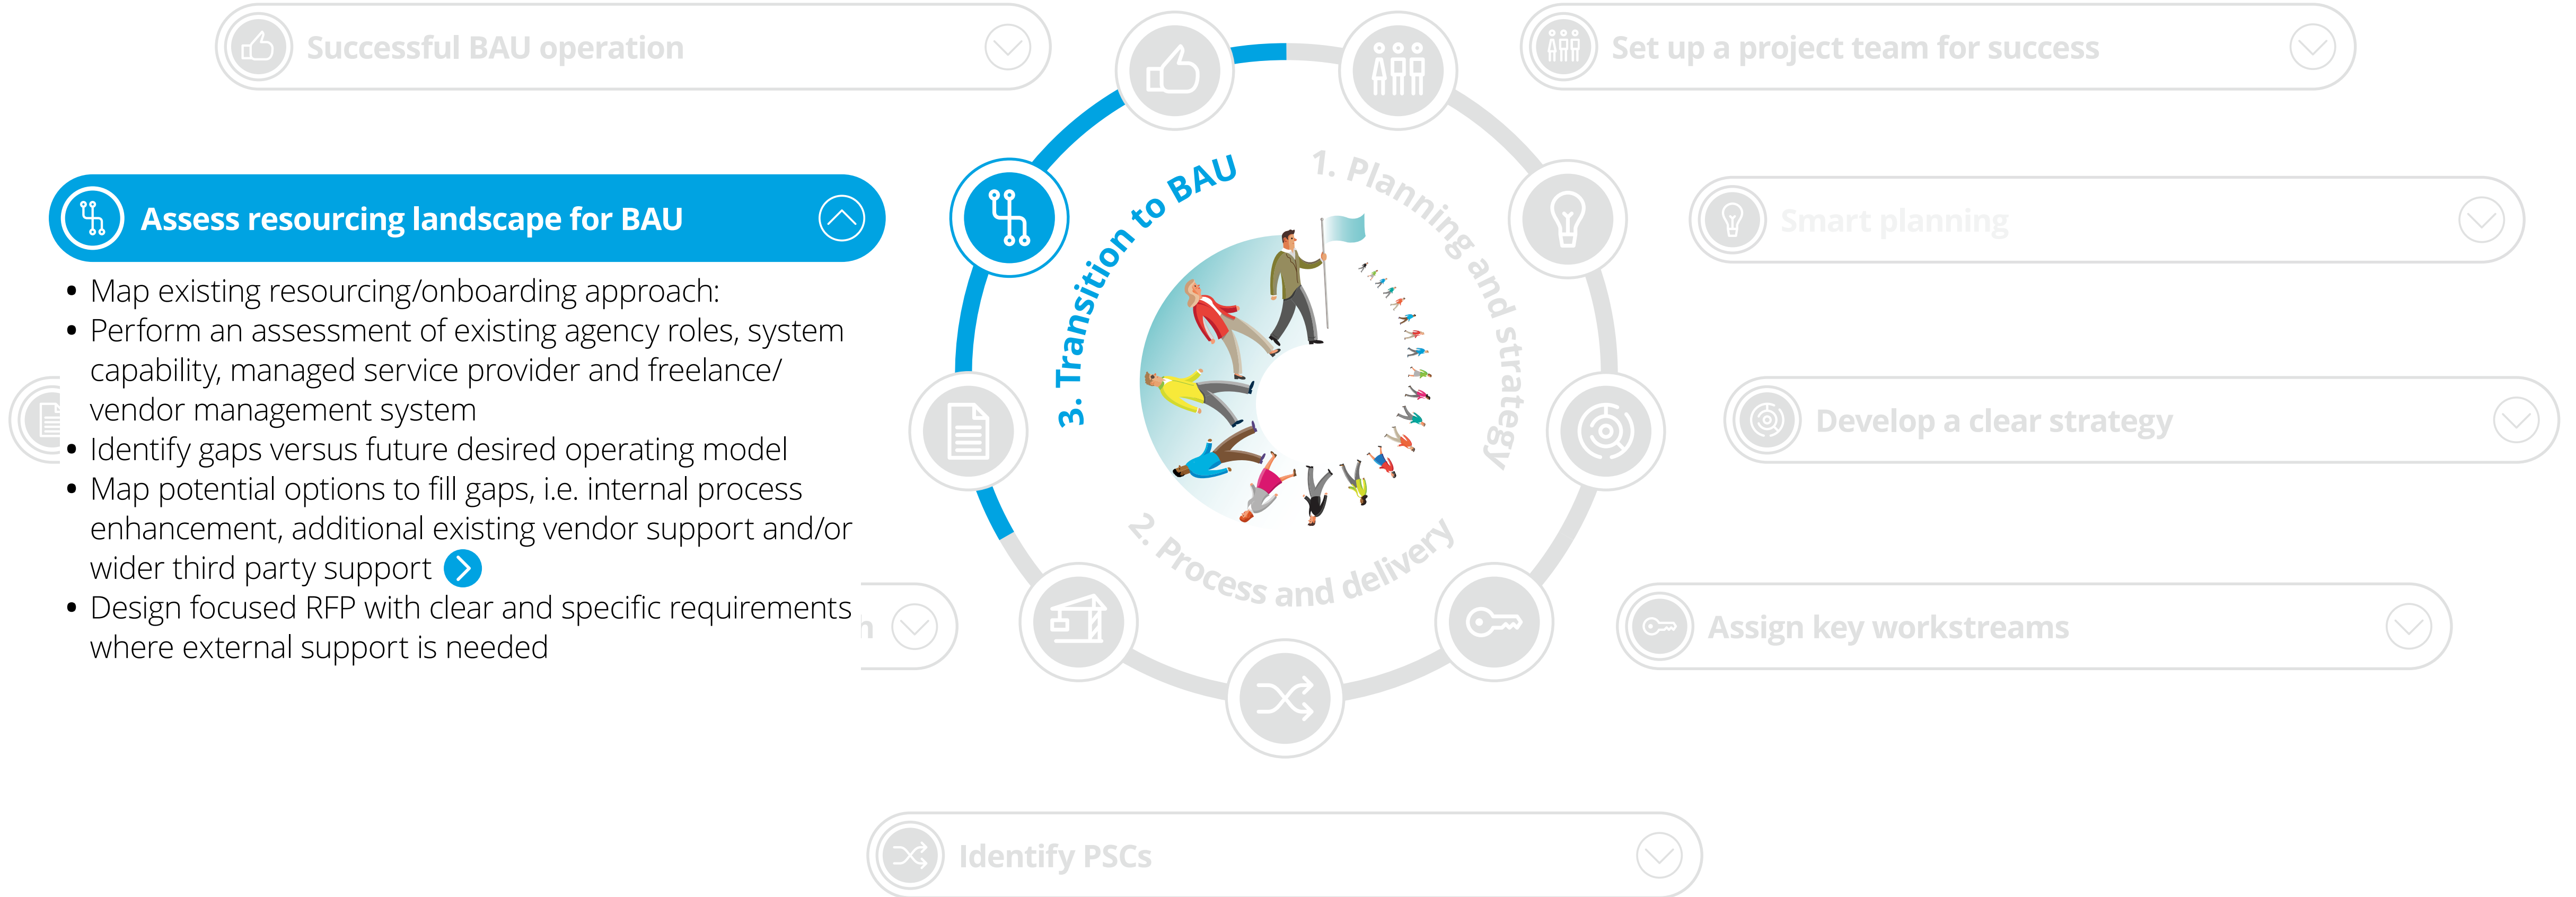 Successful BAU operation
Set up a project team for success
Assess resourcing landscape for BAU
Smart planning
• Map existing resourcing/onboarding approach:
• Perform an assessment of existing agency roles, system
capability, managed service provider and freelance/
vendor management system
• Identify gaps versus future desired operating model
• Map potential options to fill gaps, i.e. internal process
enhancement, additional existing vendor support and/or
wider third party support
• Design focused RFP with clear and specific requirements
where external support is needed
3. Transition to BAU
1. Planning and strategy
2. Process and delivery
Develop a clear strategy
Assign key workstreams
Identify PSCs